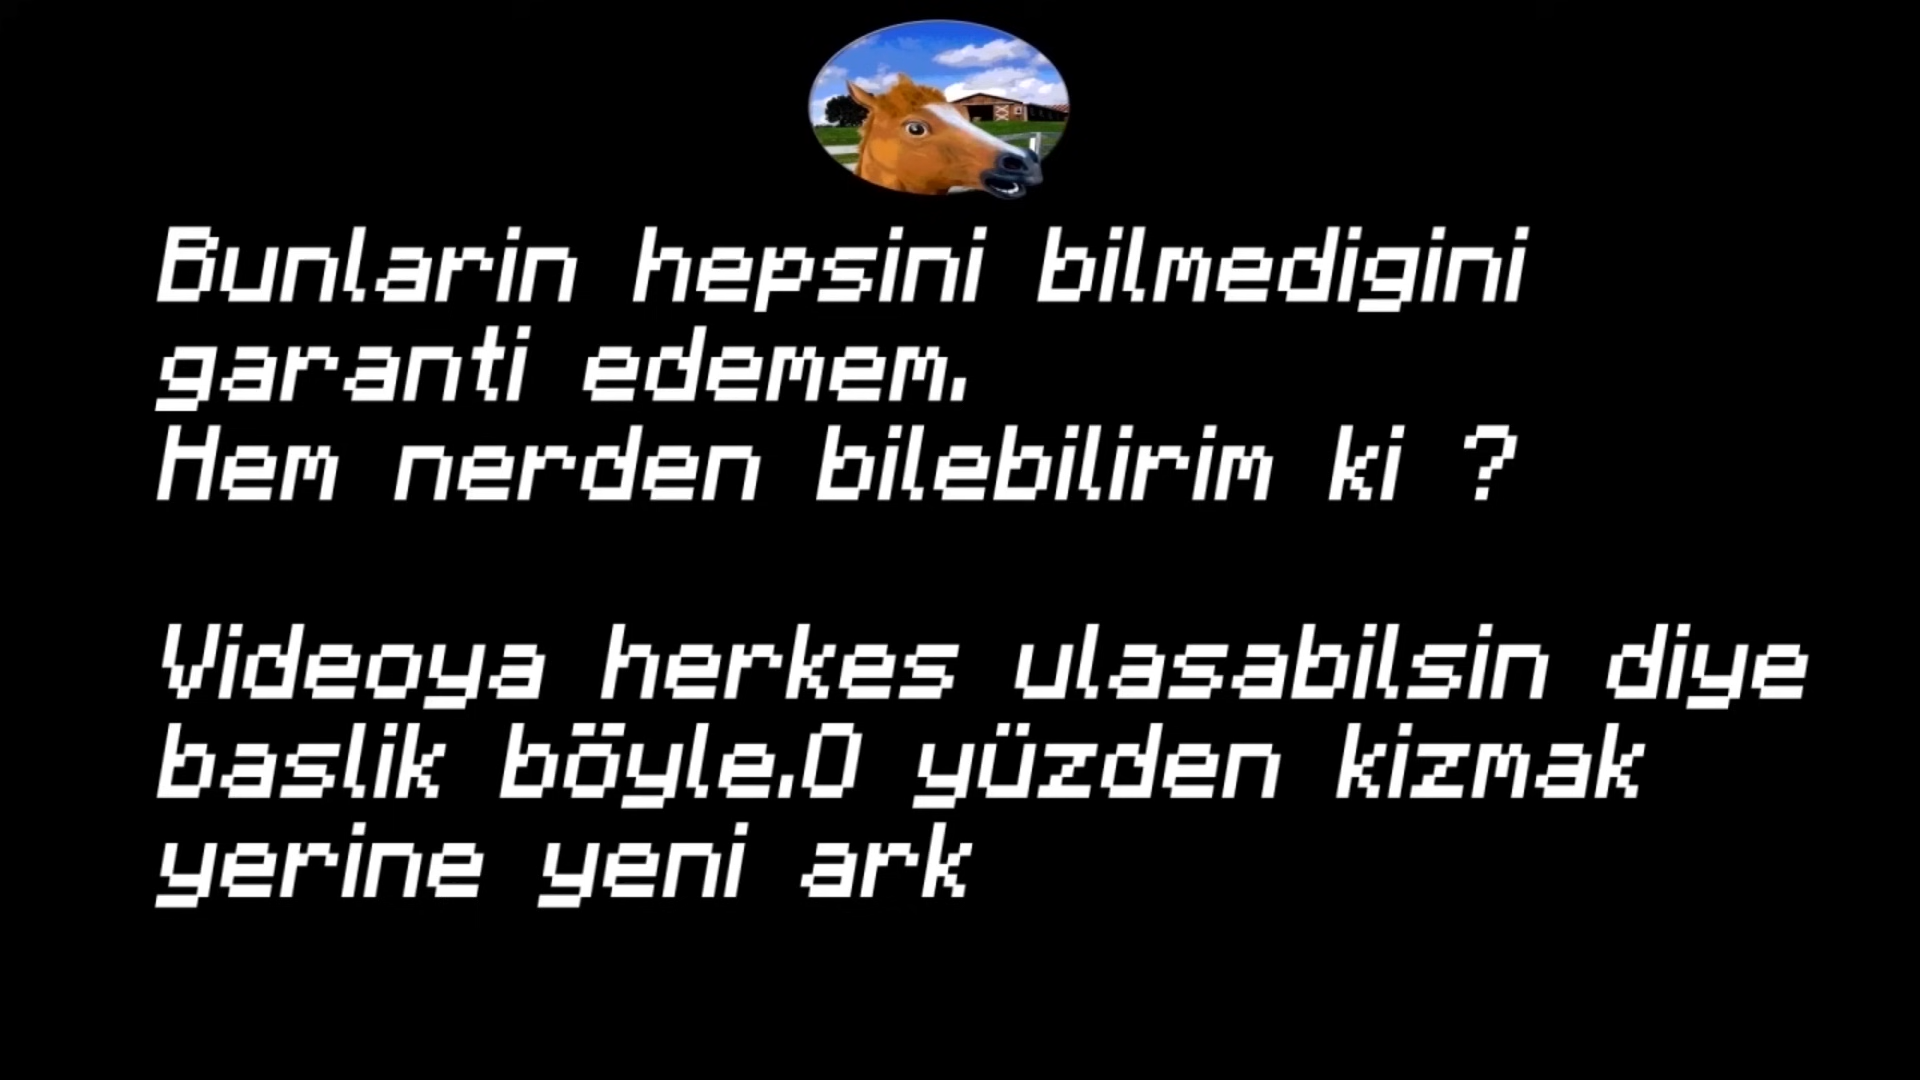 Bunlarin hepsini bilmedigini
garanti edemem.
Hem nerden bilebilirim ki ?
Videoya herkes ulasabilsin diye
baslik böyle.O yüzden kizmak
yerine yeni ark